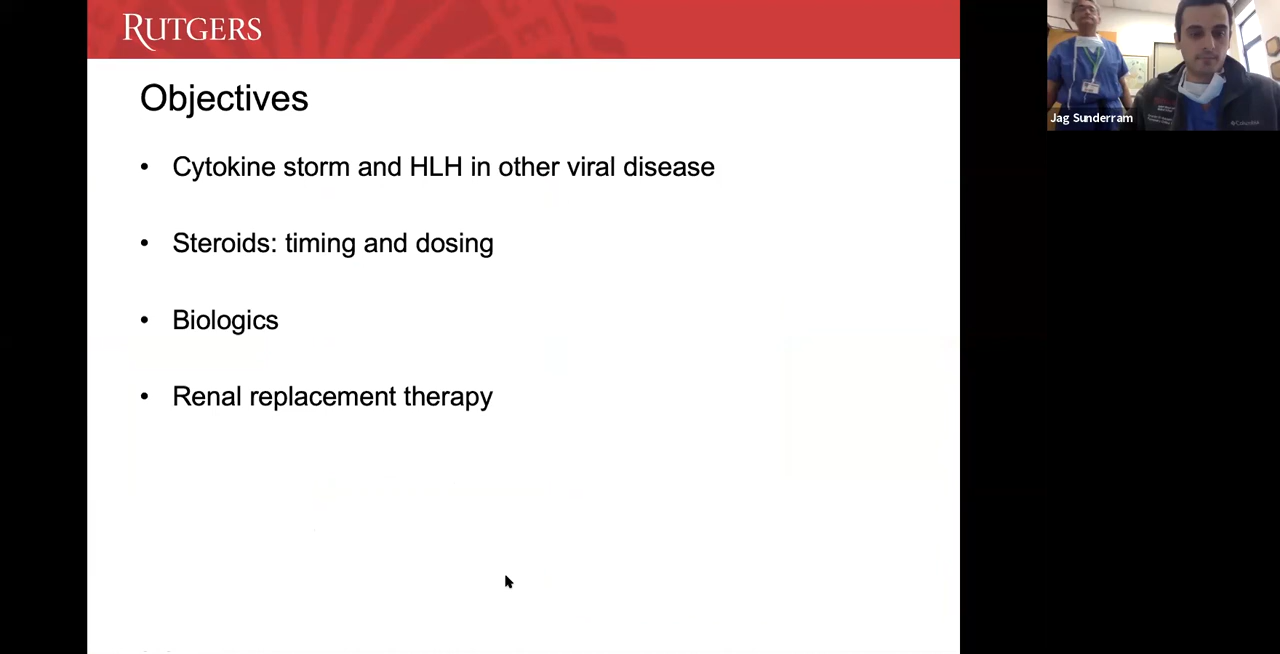 RUTGERS
Objectives
• Cytokine storm and HLH in other viral disease
• Steroids: timing and dosing
• Biologics
• Renal replacement therapy
Jag Sunderram